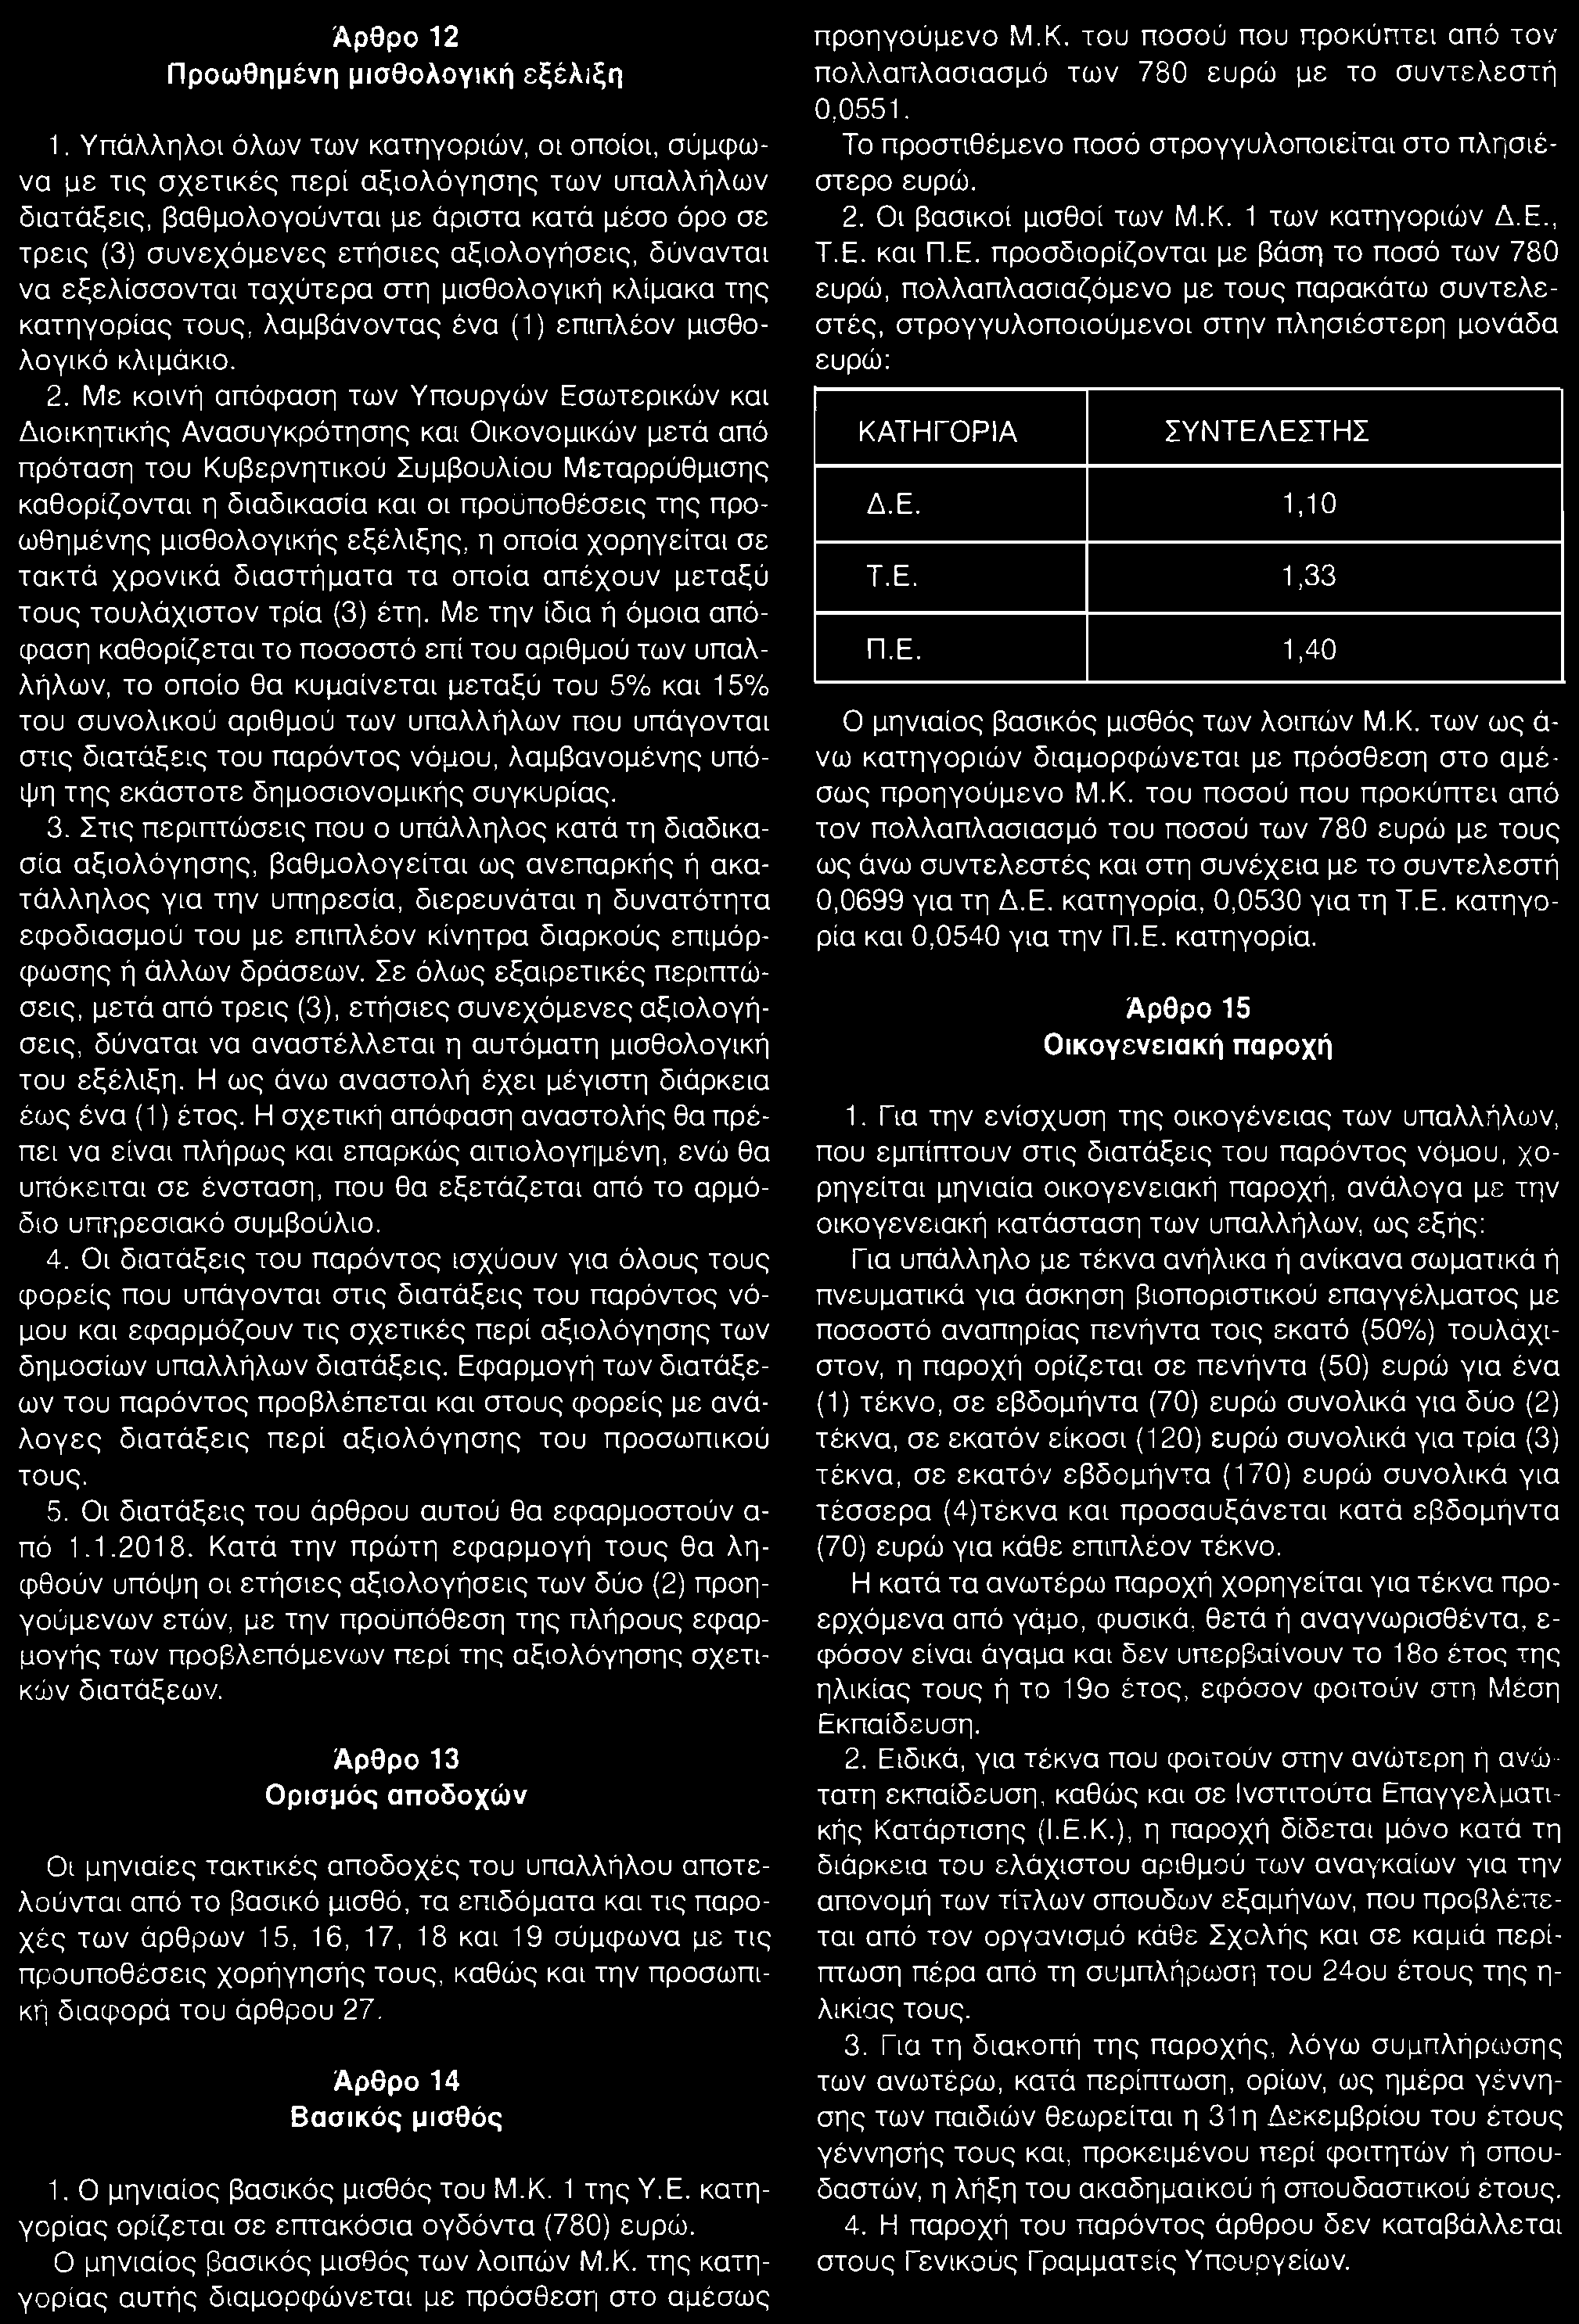 Άρθρο 12
Προωθημένη μισθολογική εξέλιξη
1. Υπάλληλοι όλων των κατηγοριών, οι οποίοι, σύμφω-
να με τις σχετικές περί αξιολόγησης των υπαλλήλων
διατάξεις, βαθμολογούνται με άριστα κατά μέσο όρο σε
τρεις (3) συνεχόμενες ετήσιες αξιολογήσεις, δύνανται
να εξελίσσονται ταχύτερα στη μισθολογική κλίμακα της
κατηγορίας τους, λαμβάνοντας ένα (1) επιπλέον μισθο-
λογικό κλιμάκιο.
2. Με κοινή απόφαση των Υπουργών Εσωτερικών και
Διοικητικής Ανασυγκρότησης και Οικονομικών μετά από
πρόταση του Κυβερνητικού Συμβουλίου Μεταρρύθμισης
καθορίζονται η διαδικασία και οι προϋποθέσεις της προ-
ωθημένης μισθολογικής εξέλιξης, η οποία χορηγείται σε
τακτά χρονικά διαστήματα τα οποία απέχουν μεταξύ
τους τουλάχιστον τρία (3) έτη. Με την ίδια ή όμοια από-
φαση καθορίζεται το ποσοστό επί του αριθμού των υπαλ-
λήλων, το οποίο θα κυμαίνεται μεταξύ του 5% και 15%
του συνολικού αριθμού των υπαλλήλων που υπάγονται
στις διατάξεις του παρόντος νόμου, λαμβανομένης υπό-
ψη της εκάστοτε δημοσιονομικής συγκυρίας.
3. Στις περιπτώσεις που ο υπάλληλος κατά τη διαδικα-
σία αξιολόγησης, βαθμολογείται ως ανεπαρκής ή ακα-
τάλληλος για την υπηρεσία, διερευνάται η δυνατότητα
εφοδιασμού του με επιπλέον κίνητρα διαρκούς επιμόρ-
φωσης ή άλλων δράσεων. Σε όλως εξαιρετικές περιπτώ-
σεις, μετά από τρεις (3), ετήσιες συνεχόμενες αξιολογή-
σεις, δύναται να αναστέλλεται η αυτόματη μισθολογική
του εξέλιξη. Η ως άνω αναστολή έχει μέγιστη διάρκεια
έως ένα (1) έτος. Η σχετική απόφαση αναστολής θα πρέ-
πει να είναι πλήρως και επαρκώς αιτιολογημένη, ενώ θα
υπόκειται σε ένσταση, που θα εξετάζεται από το αρμό-
διο υπηρεσιακό συμβούλιο.
4. Οι διατάξεις του παρόντος ισχύουν για όλους τους
φορείς που υπάγονται στις διατάξεις του παρόντος νό-
μου και εφαρμόζουν τις σχετικές περί αξιολόγησης των
δημοσίων υπαλλήλων διατάξεις. Εφαρμογή των διατάξε-
ων του παρόντος προβλέπεται και στους φορείς με ανά-
λογες διατάξεις περί αξιολόγησης του προσωπικού
τους.
5. Οι διατάξεις του άρθρου αυτού θα εφαρμοστούν α-
πό 1.1.2018. Κατά την πρώτη εφαρμογή τους θα λη-
φθούν υπόψη οι ετήσιες αξιολογήσεις των δύο (2) προη-
γούμενων ετών, με την προϋπόθεση της πλήρους εφαρ-
μογής των προβλεπόμενων περί της αξιολόγησης σχετι-
κών διατάξεων.
Άρθρο 13
Ορισμός αποδοχών
Οι μηνιαίες τακτικές αποδοχές του υπαλλήλου αποτε-
λούνται από το βασικό μισθό, τα επιδόματα και τις παρο-
χές των άρθρων 15, 16, 17, 18 και 19 σύμφωνα με τις
προυποθέσεις χορήγησής τους, καθώς και την προσωπι-
κή διαφορά του άρθρου 27.
Άρθρο 14
Βασικός μισθός
1. Ο μηνιαίος βασικός μισθός του Μ.Κ. 1 της Υ.Ε. κατη-
γορίας ορίζεται σε επτακόσια ογδόντα (780) ευρώ.
Ο μηνιαίος βασικός μισθός των λοιπών Μ.Κ. της κατη-
γορίας αυτής διαμορφώνεται με πρόσθεση στο αμέσως
προηγούμενο Μ.Κ. του ποσού που προκύπτει από τον
πολλαπλασιασμό των 780 ευρώ με το συντελεστή
0,0551.
Το προστιθέμενο ποσό στρογγυλοποιείται στο πλησιέ-
στερο ευρώ.
2. Οι βασικοί μισθοί των Μ.Κ. 1 των κατηγοριών Δ.Ε.,
Τ.Ε. και Π.Ε. προσδιορίζονται με βάση το ποσό των 780
ευρώ, πολλαπλασιαζόμενο με τους παρακάτω συντελε-
στές, στρογγυλοποιούμενοι στην πλησιέστερη μονάδα
ευρώ:
ΚΑΤΗΓΟΡΙΑ ΣΥΝΤΕΛΕΣΤΗΣ
Δ.Ε. 1,10
Τ.Ε. 1,33
Π.Ε. 1,40
Ο μηνιαίος βασικός μισθός των λοιπών Μ.Κ. των ως ά-
νω κατηγοριών διαμορφώνεται με πρόσθεση στο αμέ-
σως προηγούμενο Μ.Κ. του ποσού που προκύπτει από
τον πολλαπλασιασμό του ποσού των 780 ευρώ με τους
ως άνω συντελεστές και στη συνέχεια με το συντελεστή
0,0699 για τη Δ.Ε. κατηγορία, 0,0530 για τη Τ.Ε. κατηγο-
ρία και 0,0540 για την Π.Ε. κατηγορία.
Άρθρο 15
Οικογενειακή παροχή
1. Για την ενίσχυση της οικογένειας των υπαλλήλων,
που εμπίπτουν στις διατάξεις του παρόντος νόμου, χο-
ρηγείται μηνιαία οικογενειακή παροχή, ανάλογα με την
οικογενειακή κατάσταση των υπαλλήλων, ως εξής:
Για υπάλληλο με τέκνα ανήλικα ή ανίκανα σωματικά ή
πνευματικά για άσκηση βιοποριστικού επαγγέλματος με
ποσοστό αναπηρίας πενήντα τοις εκατό (50%) τουλάχι-
στον, η παροχή ορίζεται σε πενήντα (50) ευρώ για ένα
(1) τέκνο, σε εβδομήντα (70) ευρώ συνολικά για δύο (2)
τέκνα, σε εκατόν είκοσι (120) ευρώ συνολικά για τρία (3)
τέκνα, σε εκατόν εβδομήντα (170) ευρώ συνολικά για
τέσσερα (4)τέκνα και προσαυξάνεται κατά εβδομήντα
(70) ευρώ για κάθε επιπλέον τέκνο.
Η κατά τα ανωτέρω παροχή χορηγείται για τέκνα προ-
ερχόμενα από γάμο, φυσικά, θετά ή αναγνωρισθέντα, ε-
φόσον είναι άγαμα και δεν υπερβαίνουν το 18ο έτος της
ηλικίας τους ή το 19ο έτος, εφόσον φοιτούν στη Μέση
Εκπαίδευση.
2. Ειδικά, για τέκνα που φοιτούν στην ανώτερη ή ανώ-
τατη εκπαίδευση, καθώς και σε Ινστιτούτα Επαγγελματι-
κής Κατάρτισης (Ι.Ε.Κ.), η παροχή δίδεται μόνο κατά τη
διάρκεια του ελάχιστου αριθμού των αναγκαίων για την
απονομή των τίτλων σπουδων εξαμήνων, που προβλέπε-
ται από τον οργανισμό κάθε Σχολής και σε καμιά περί-
πτωση πέρα από τη συμπλήρωση του 24ου έτους της η-
λικίας τους.
3. Για τη διακοπή της παροχής, λόγω συμπλήρωσης
των ανωτέρω, κατά περίπτωση, ορίων, ως ημέρα γέννη-
σης των παιδιών θεωρείται η 31η Δεκεμβρίου του έτους
γέννησής τους και, προκειμένου περί φοιτητών ή σπου-
δαστών, η λήξη του ακαδημαϊκού ή σπουδαστικού έτους.
4. Η παροχή του παρόντος άρθρου δεν καταβάλλεται
στους Γενικούς Γραμματείς Υπουργείων.